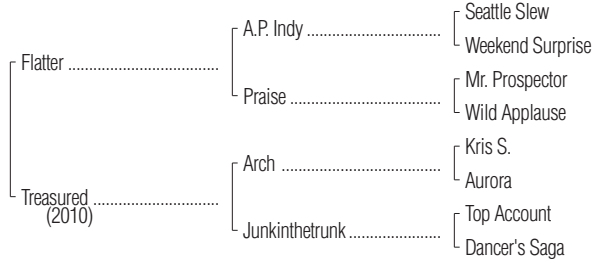 Seattle Slew
A.P. Indy ................................
Weekend Surprise
Flatter ....................................
Mr. Prospector
Praise ....................................
Wild Applause
Kris S.
Arch ......................................
Aurora
Treasured ..............................
(2010)
Top Account
Junkinthetrunk ......................
Dancer's Saga